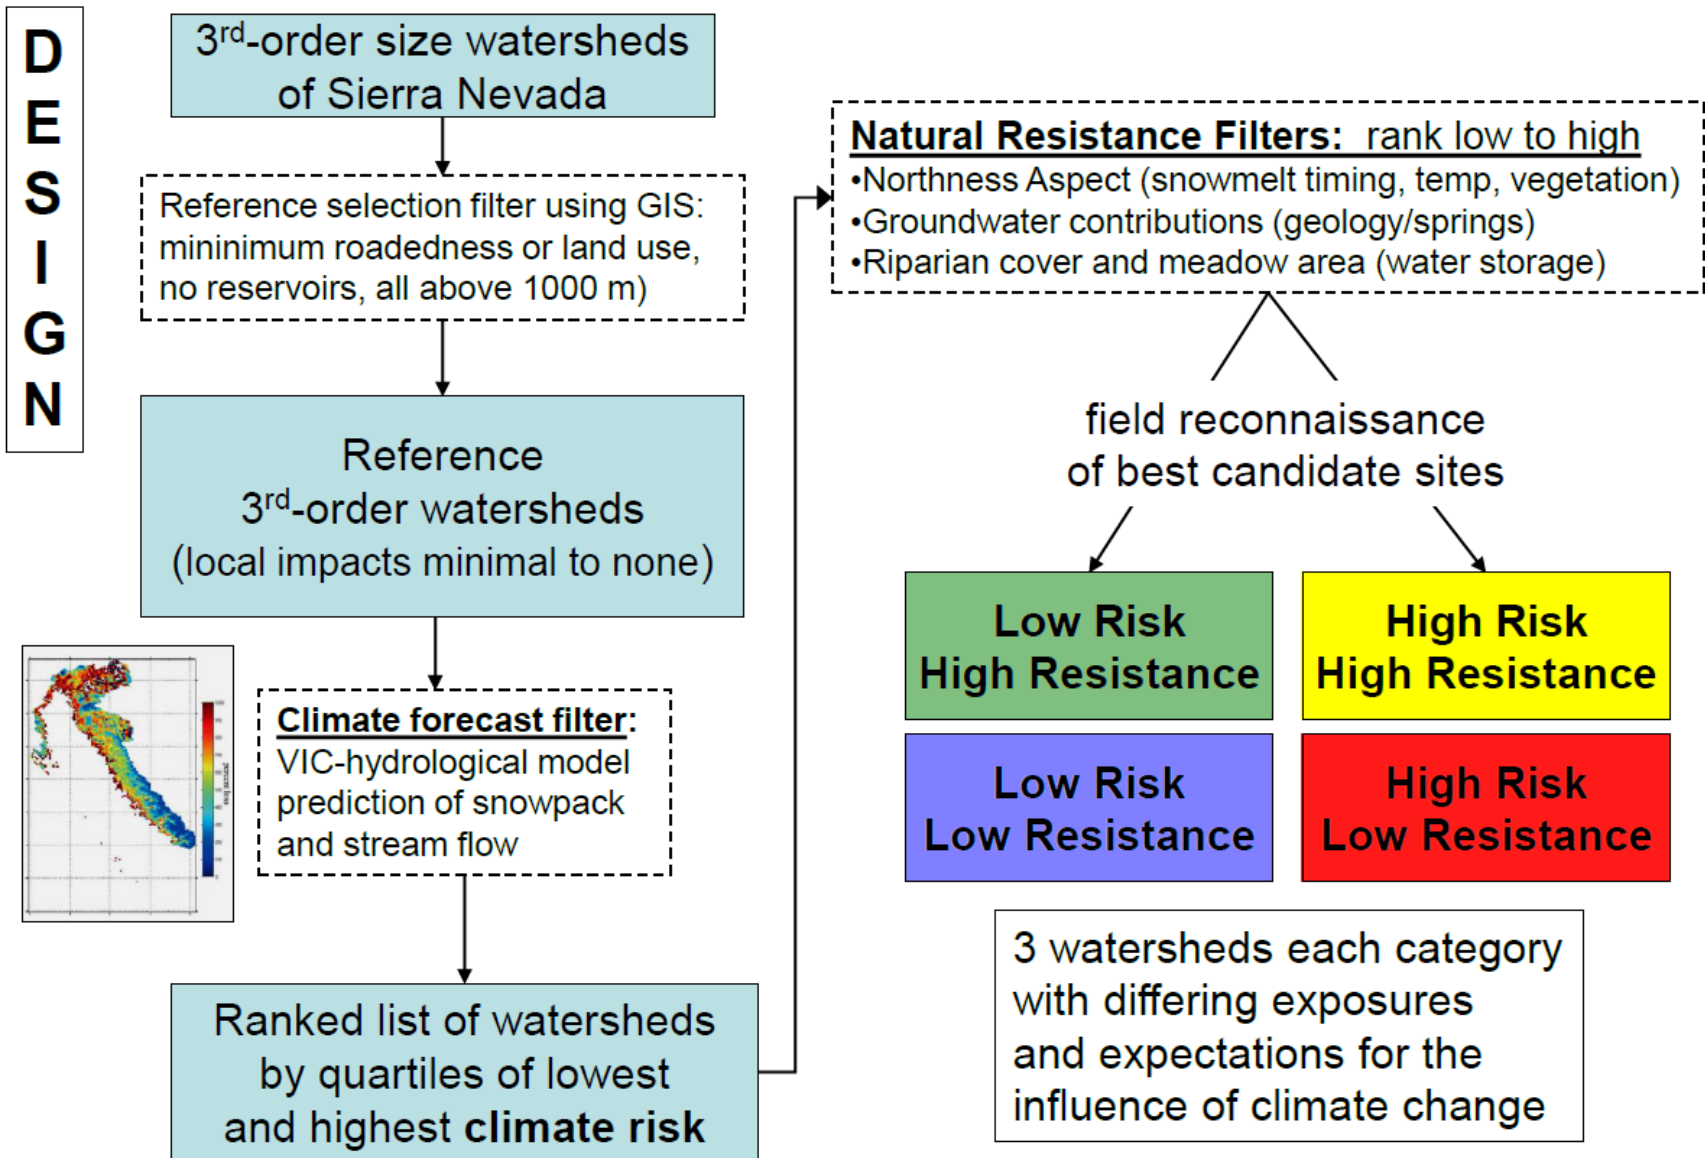 DESIGN
3rd-order size watersheds
of Sierra Nevada
Reference selection filter using GIS:
mininimum roadedness or land use,
no reservoirs, all above 1000 m)
Reference
3rd-order watersheds
(local impacts minimal to none)
Climate forecast filter:
VIC-hydrological model
prediction of snowpack
and stream flow
Ranked list of watersheds
by quartiles of lowest
and highest climate risk
Natural Resistance Filters: rank low to high
•Northness Aspect (snowmelt timing, temp, vegetation)
•Groundwater contributions (geology/springs)
•Riparian cover and meadow area (water storage)
field reconnaissance
of best candidate sites
Low Risk
High Resistance
High Risk
High Resistance
Low Risk
Low Resistance
High Risk
Low Resistance
3 watersheds each category
with differing exposures
and expectations for the
influence of climate change